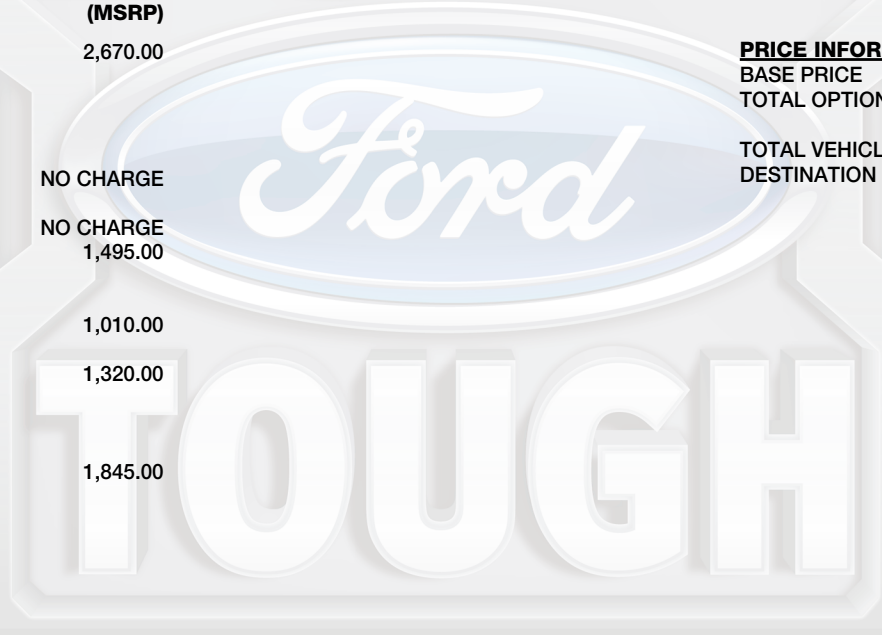 (MSRP)
2,670.00
NO CHARGE
NO CHARGE
1,495.00
1,010.00
1,320.00
1,845.00
PRICE INFOR
BASE PRICE
TOTAL OPTION
TOTAL VEHICL
DESTINATION
Ford
TOUGH